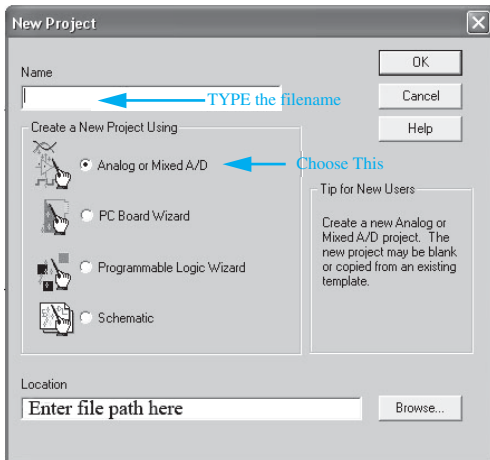 New Project
Name
OK
TYPE the filename
Cancel
Help
Create a New Project Using
Analog or Mixed A/D
Choose This
PC Board Wizard
Programmable Logic Wizard
Schematic
Tip for New Users
Create a new Analog or
Mixed A/D project. The
new project may be blank
or copied from an existing
template.
Location
Enter file path here
Browse...